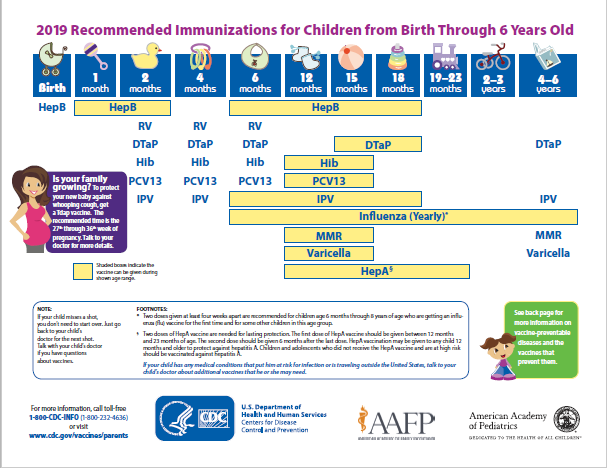 2019 Recommended Immunizations for Children from Birth Through 6 Years Old
Birth
1 month
2 months
4 months
6 months
12 months
15 months
18 months
19–23 months
2–3 years
4–6 years
HepB HepB HepB
RV RV RV
DTaP DTaP DTaP DTaP DTaP
Hib Hib Hib Hib
PCV13 PCV13 PCV13 PCV13
IPV IPV IPV IPV
Influenza (Yearly)*
MMR MMR
Varicella Varicella
HepA§
Is your family
growing? To protect
your new baby against
whooping cough, get
a Tdap vaccine. The
recommended time is the
27th through 36th week of
pregnancy. Talk to your
doctor for more details.
Shaded boxes indicate the
vaccine can be given during
shown age range.
NOTE:
If your child misses a shot,
you don't need to start over. Just go
back to your child's
doctor for the next shot.
Talk with your child's doctor
if you have questions
about vaccines.
FOOTNOTES:
* Two doses given at least four weeks apart are recommended for children age 6 months through 8 years of age who are getting an influ-
enza (flu) vaccine for the first time and for some other children in this age group.
§ Two doses of HepA vaccine are needed for lasting protection. The first dose of HepA vaccine should be given between 12 months
and 23 months of age. The second dose should be given 6 months after the last dose. HepA vaccination may be given to any child 12
months and older to protect against hepatitis A. Children and adolescents who did not receive the HepA vaccine and are at high risk
should be vaccinated against hepatitis A.
If your child has any medical conditions that put him at risk for infection or is traveling outside the United States, talk to your
child's doctor about additional vaccines that he or she may need.
See back page for
more information on
vaccine-preventable
diseases and the
vaccines that
prevent them.
For more information, call toll-free
1-800-CDC-INFO (1-800-232-4636)
or visit
www.cdc.gov/vaccines/parents
CDC
U.S. Department of
Health and Human Services
Centers for Disease
Control and Prevention
AAFP
American Academy
of Pediatrics
DEDICATED TO THE HEALTH OF ALL CHILDREN®